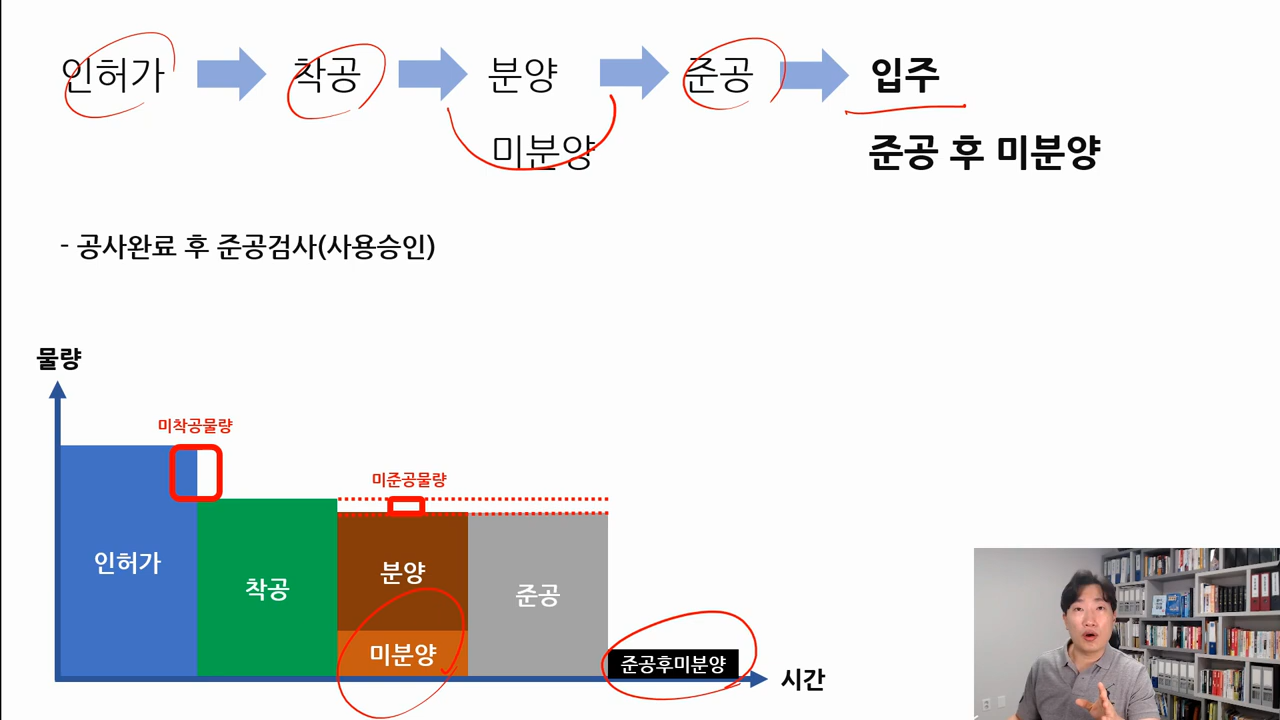 인허가 착공 분양 준공 입주
미분양 준공 후 미분양
- 공사완료 후 준공검사(사용승인)
물량
미착공물량
미준공물량
인허가
착공
분양
준공
미분양
준공후미분양
시간